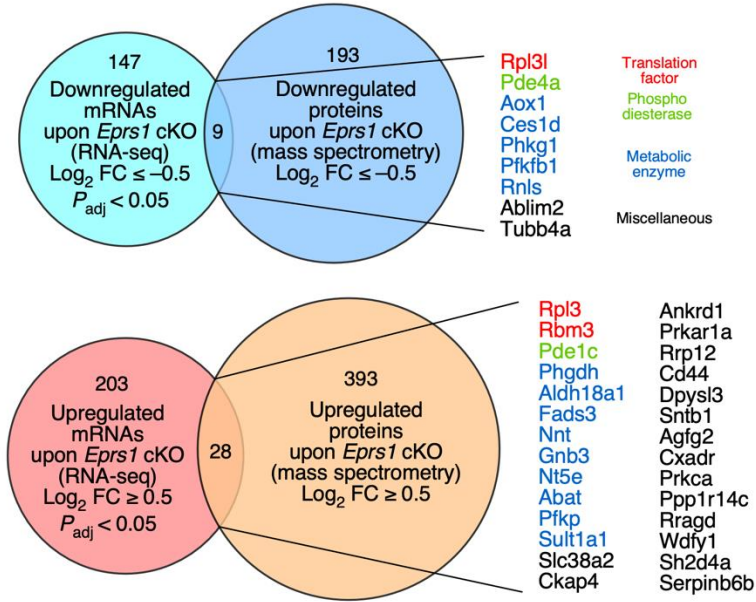 147
Downregulated
mRNAs
upon Eprs1 cKO
(RNA-seq)
Log2 FC ≤ −0.5
Padj < 0.05
9
193
Downregulated
proteins
upon Eprs1 cKO
(mass spectrometry)
Log2 FC ≤ −0.5
Rpl3l
Pde4a
Aox1
Ces1d
Phkg1
Pfkfb1
Rnls
Ablim2
Tubb4a
Translation
factor
Phospho
diesterase
Metabolic
enzyme
Miscellaneous
203
Upregulated
mRNAs
upon Eprs1 cKO
(RNA-seq)
Log2 FC ≥ 0.5
Padj < 0.05
28
393
Upregulated
proteins
upon Eprs1 cKO
(mass spectrometry)
Log2 FC ≥ 0.5
Rpl3
Rbm3
Pde1c
Phgdh
Aldh18a1
Fads3
Nnt
Gnb3
Nt5e
Abat
Pfkp
Sult1a1
Slc38a2
Ckap4
Ankrd1
Prkar1a
Rrp12
Cd44
Dpysl3
Sntb1
Agfg2
Cxadr
Prkca
Ppp1r14c
Rragd
Wdfy1
Sh2d4a
Serpinb6b